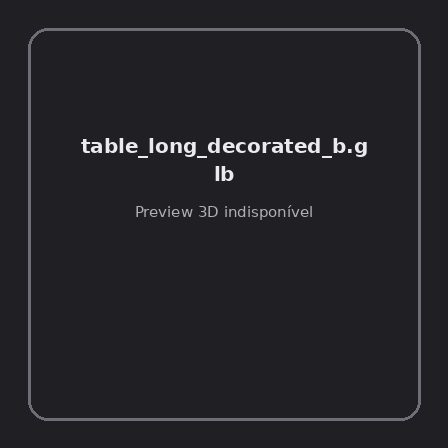 table_long_decorated_b.g
lb
Preview 3D indisponível